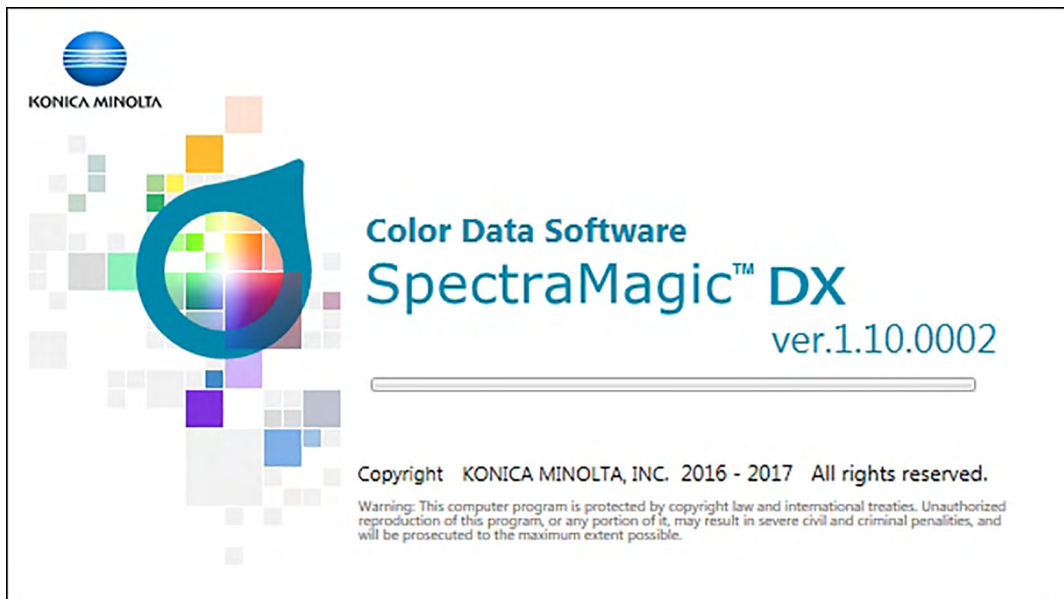 KONICA MINOLTA
Color Data Software
SpectraMagic™ DX
ver.1.10.0002
Copyright KONICA MINOLTA, INC. 2016 - 2017 All rights reserved.
Warning: This computer program is protected by copyright law and international treaties. Unauthorized
reproduction of this program, or any portion of it, may result in severe civil and criminal penalities, and
will be prosecuted to the maximum extent possible.